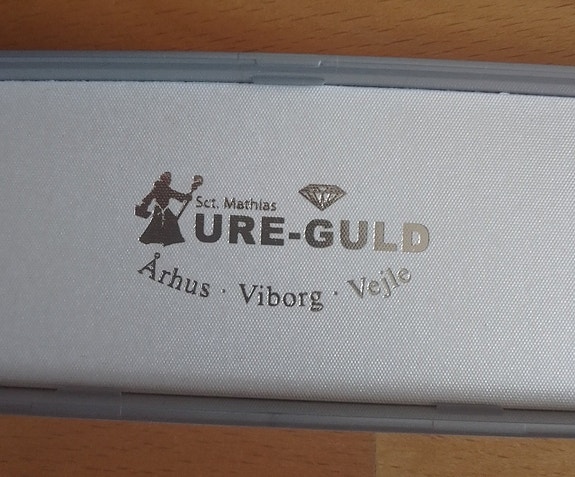 Sct. Mathias
URE-GULD
Århus · Viborg · Vejle